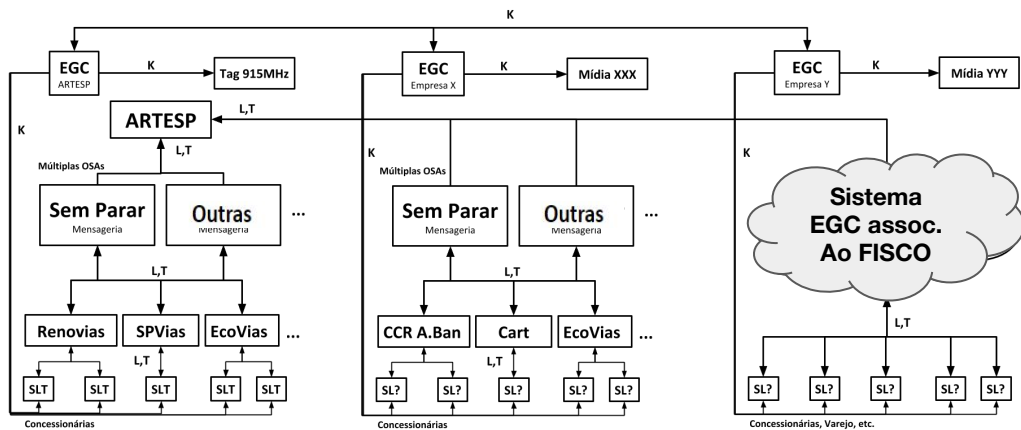 K
EGC
ARTESP
K
Tag 915MHz
EGC
Empresa X
K
Mídia XXX
EGC
Empresa Y
K
Mídia YYY
L,T
ARTESP
K
K
K
L,T
Múltiplas OSAs
Múltiplas OSAs
Sem Parar
Mensageria
Outras
Mensageria
...
Sem Parar
Mensageria
Outras
Mensageria
...
Sistema
EGC assoc.
Ao FISCO
L,T
L,T
L,T
Renovias
SPVias
EcoVias
...
CCR A.Ban
Cart
EcoVias
...
L,T
L,T
SLT
SLT
SLT
SLT
SLT
SL?
SL?
SL?
SL?
SL?
SL?
SL?
SL?
SL?
SL?
Concessionárias
Concessionárias
Concessionárias, Varejo, etc.